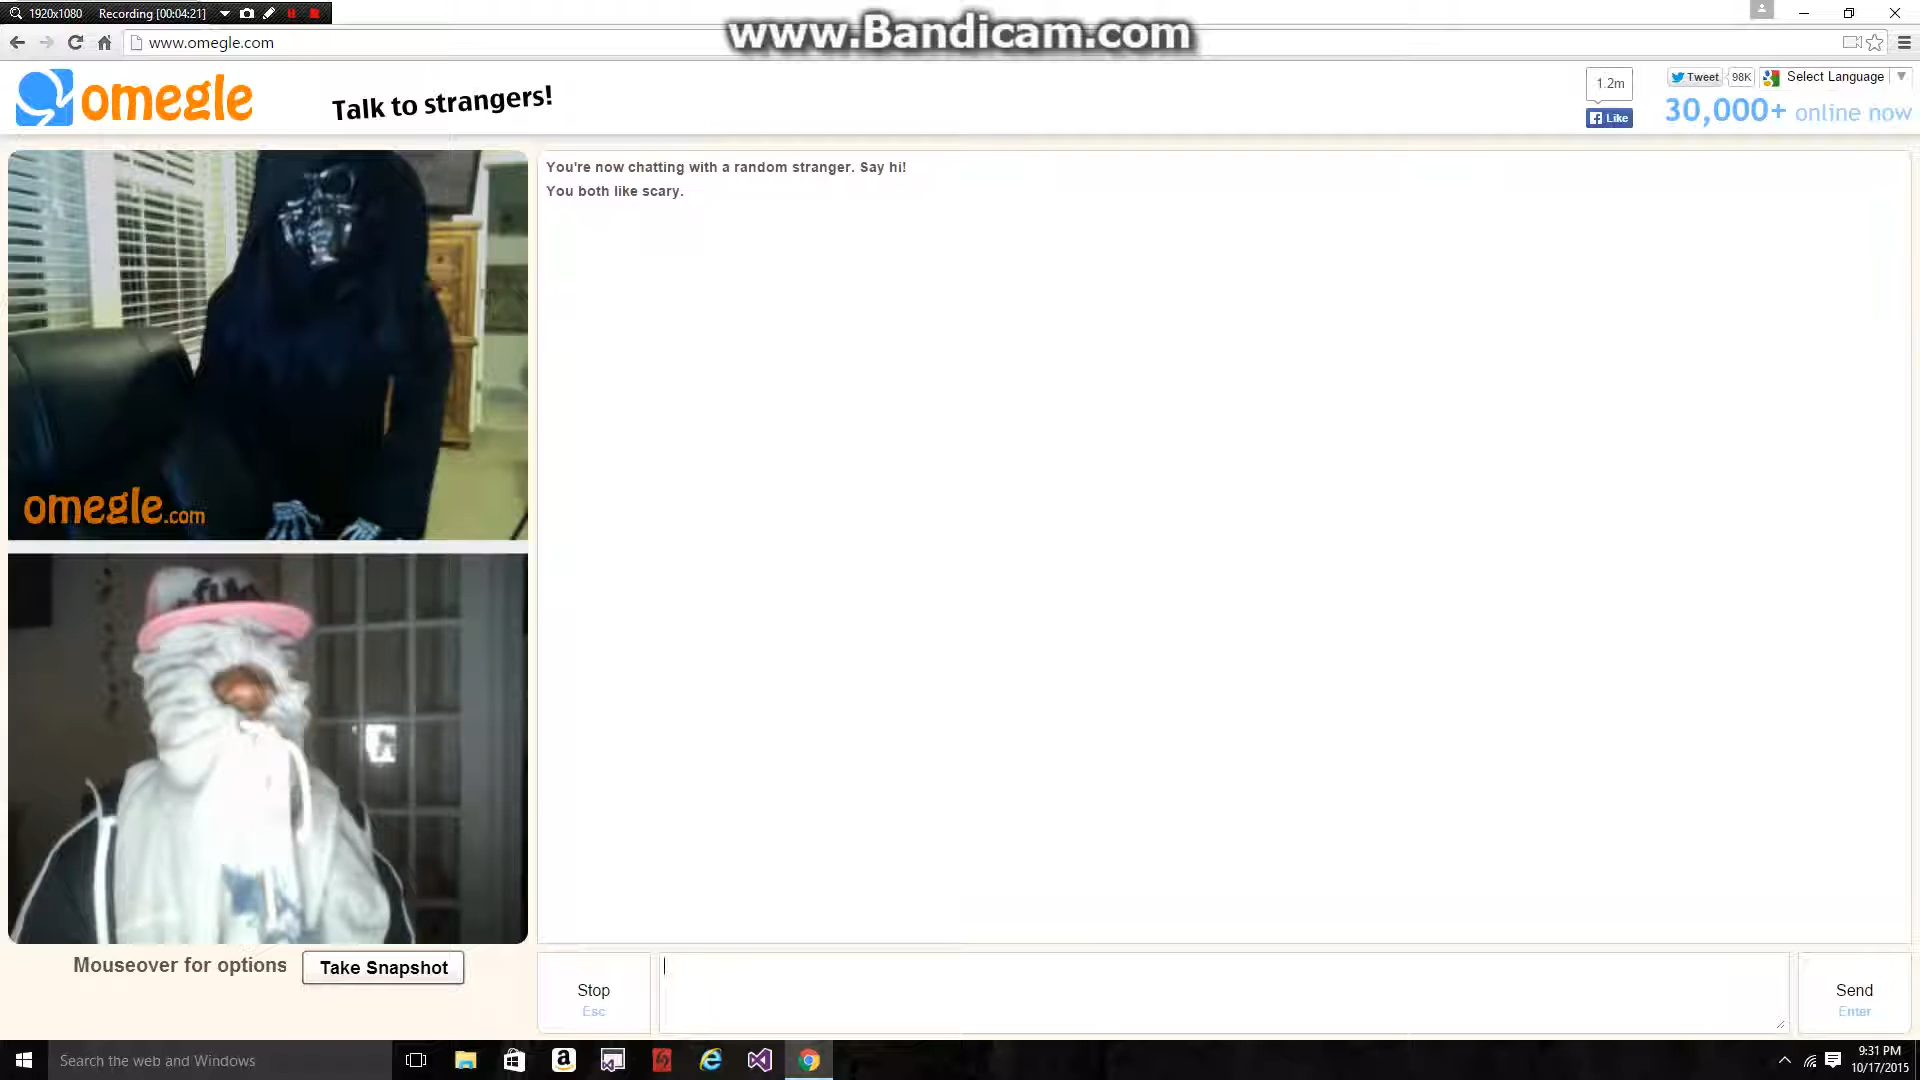 1920x1080 Recording [00:04:21]
www.Bandicam.com
www.omegle.com
omegle Talk to strangers!
1.2m
Like
Tweet 98K Select Language
30,000+ online now
You're now chatting with a random stranger. Say hi!
You both like scary.
omegle.com
Mouseover for options Take Snapshot
Stop
Esc
Send
Enter
Search the web and Windows
9:31 PM
10/17/2015